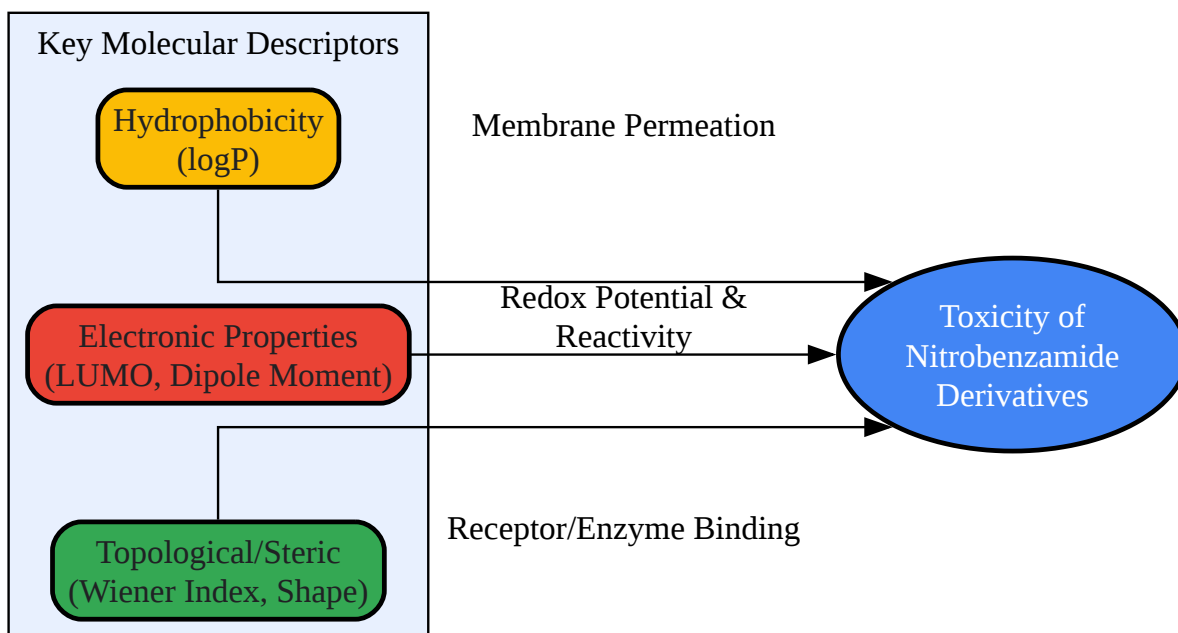 Key Molecular Descriptors
Hydrophobicity
(logP)
Membrane Permeation
Redox Potential &
Reactivity
Electronic Properties
(LUMO, Dipole Moment)
Toxicity of
Nitrobenzamide
Derivatives
Topological/Steric
(Wiener Index, Shape)
Receptor/Enzyme Binding